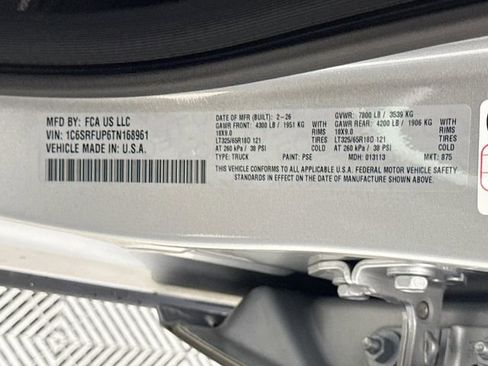 MFD BY: FCA US LLC
VIN: 1C6SRFUP6TN168961
VEHICLE MADE IN U.S.A.
DATE OF MFR (BUILT): 2-26
GVWR: 7800 LB / 3539 KG
GAWR FRONT: 4300 LB / 1951 KG
GAWR REAR: 4200 LB / 1906 KG
18X9.0 RIMS
18X9.0 RIMS
LT325/65R18D 121 TIRES
LT325/65R18D 121 TIRES
AT 260 kPa / 38 PSI COLD
AT 260 kPa / 38 PSI COLD
TYPE: TRUCK PAINT: PSE MDH: 013113 MKT: 875
THIS VEHICLE CONFORMS TO ALL APPLICABLE U.S.A. FEDERAL MOTOR VEHICLE SAFETY
STANDARDS IN EFFECT ON THE DATE OF MANUFACTURE SHOWN ABOVE.